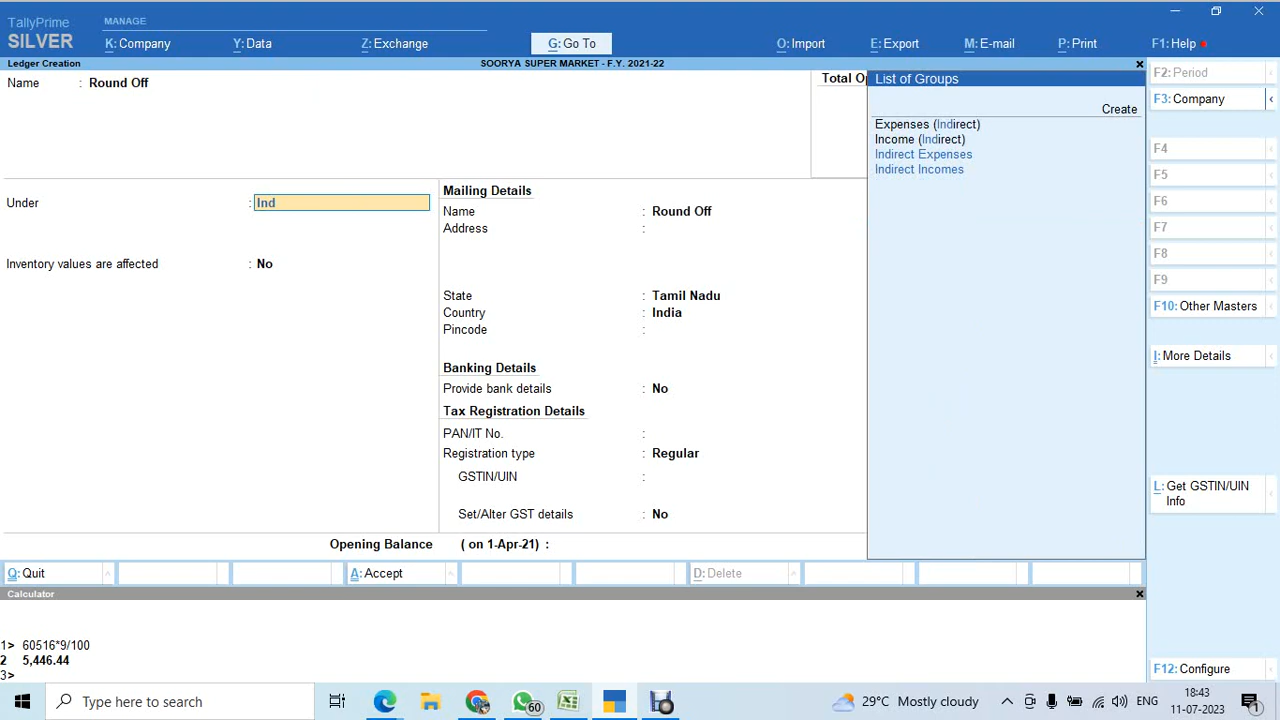 TallyPrime
SILVER
MANAGE
K: Company
Y: Data
Z: Exchange
G: Go To
O: Import
E: Export
M: E-mail
P: Print
F1: Help
Ledger Creation
SOORYA SUPER MARKET - F.Y. 2021-22
×
Name : Round Off
Total Op
List of Groups
Create
Expenses (Indirect)
Income (Indirect)
Indirect Expenses
Indirect Incomes
F2: Period
F3: Company
F4
F5
F6
F7
F8
F9
F10: Other Masters
I: More Details
L: Get GSTIN/UIN
Info
F12: Configure
Under : Ind
Inventory values are affected : No
Mailing Details
Name : Round Off
Address :
State : Tamil Nadu
Country : India
Pincode :
Banking Details
Provide bank details : No
Tax Registration Details
PAN/IT No. :
Registration type : Regular
GSTIN/UIN :
Set/Alter GST details : No
Opening Balance ( on 1-Apr-21) :
Q: Quit
A: Accept
D: Delete
Calculator
×
1> 60516*9/100
2 5,446.44
3>
Type here to search
60
29°C Mostly cloudy
ENG
18:43
11-07-2023
1